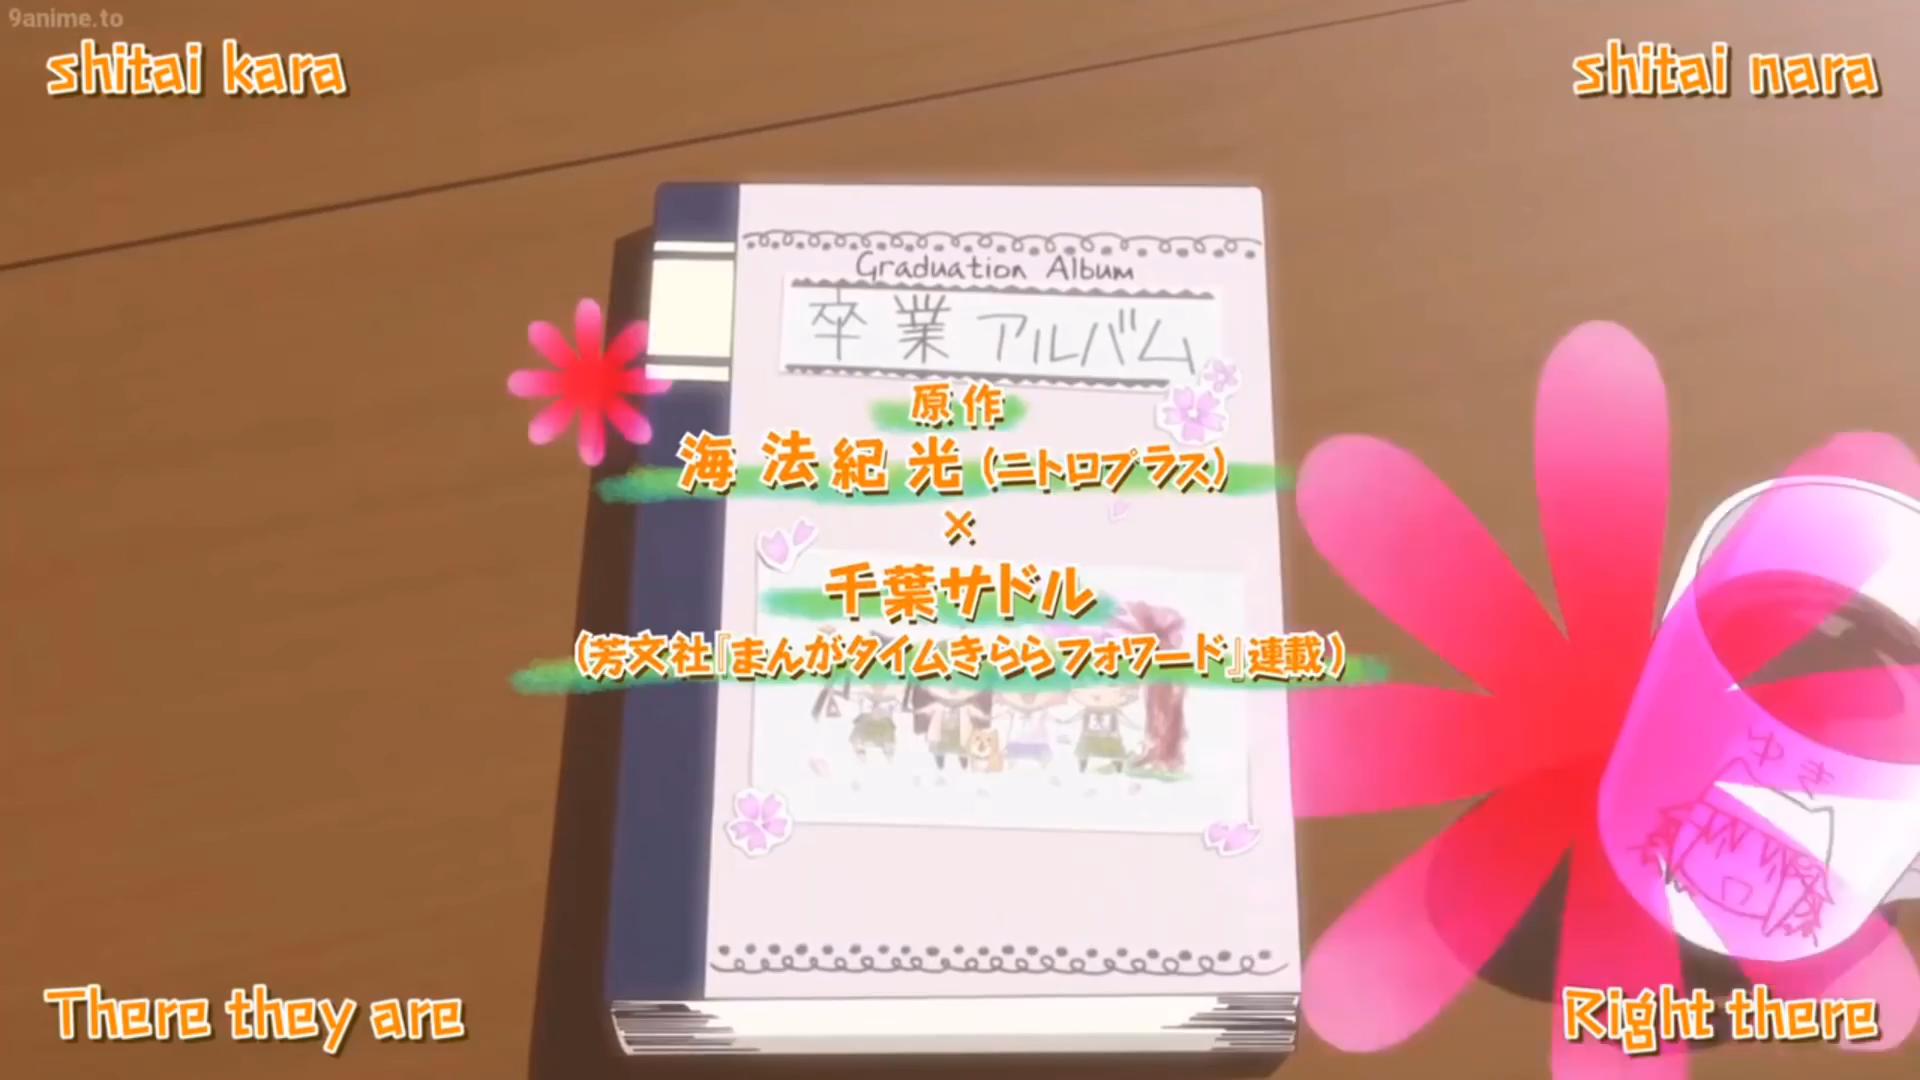 9anime.to
shitai kara
shitai nara
Graduation Album
卒業アルバム
原作
海法紀光(ニトロプラス)
×
千葉サドル
(芳文社『まんがタイムきららフォワード』連載)
ゆき
There they are
Right there